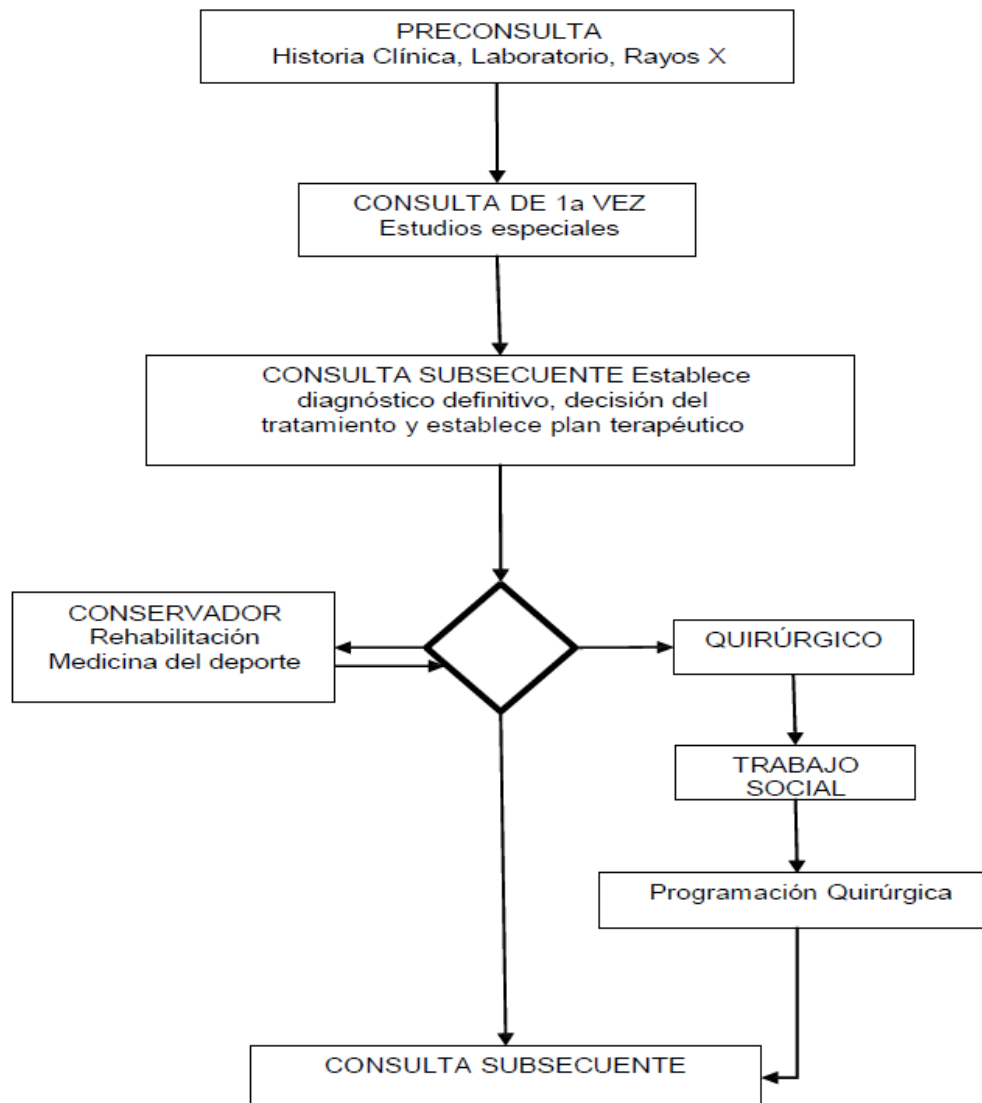 PRECONSULTA
Historia Clínica, Laboratorio, Rayos X
CONSULTA DE 1a VEZ
Estudios especiales
CONSULTA SUBSECUENTE Establece
diagnóstico definitivo, decisión del
tratamiento y establece plan terapéutico
CONSERVADOR
Rehabilitación
Medicina del deporte
QUIRÚRGICO
TRABAJO
SOCIAL
Programación Quirúrgica
CONSULTA SUBSECUENTE